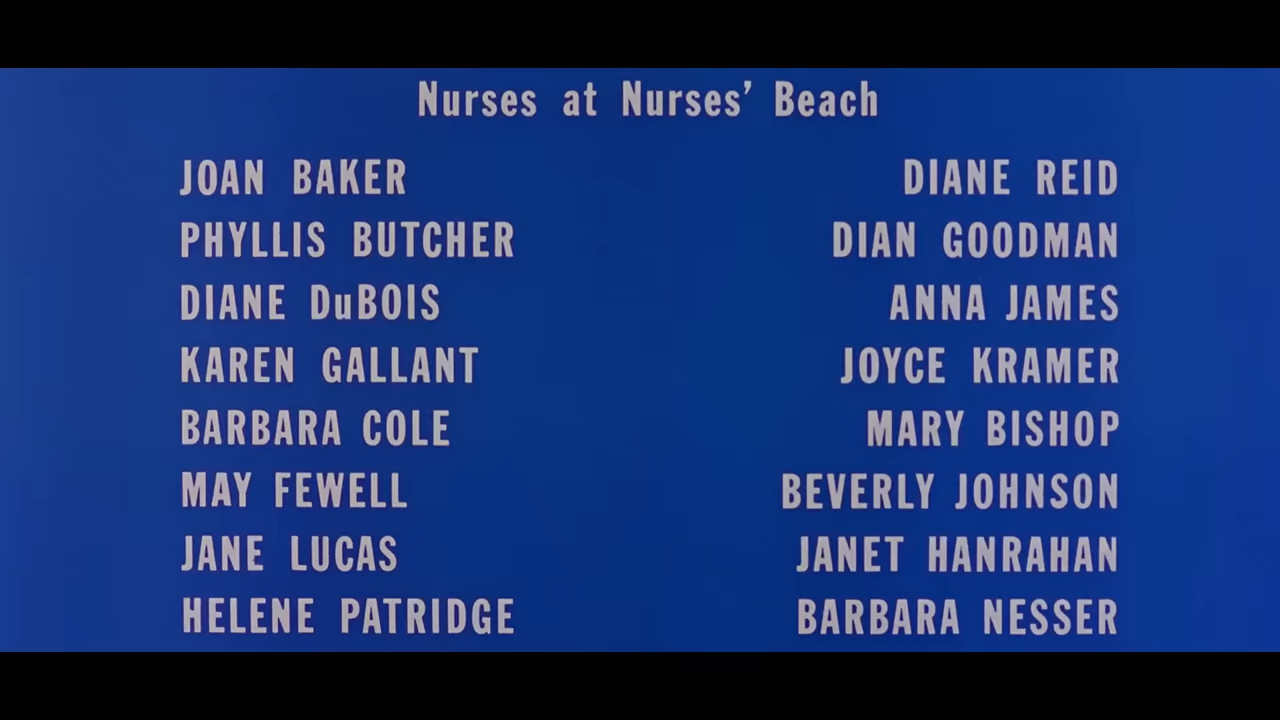 Nurses at Nurses’ Beach
JOAN BAKER DIANE REID
PHYLLIS BUTCHER DIAN GOODMAN
DIANE DuBOIS ANNA JAMES
KAREN GALLANT JOYCE KRAMER
BARBARA COLE MARY BISHOP
MAY FEWELL BEVERLY JOHNSON
JANE LUCAS JANET HANRAHAN
HELENE PATRIDGE BARBARA NESSER